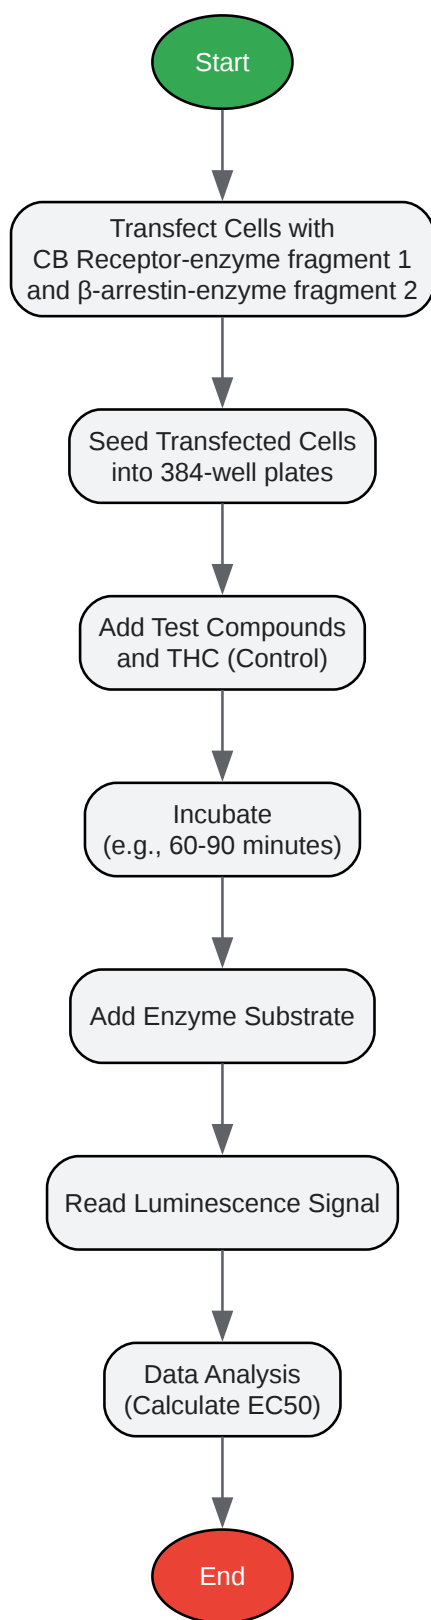 Start
Transfect Cells with
CB Receptor-enzyme fragment 1
and β-arrestin-enzyme fragment 2
Seed Transfected Cells
into 384-well plates
Add Test Compounds
and THC (Control)
Incubate
(e.g., 60-90 minutes)
Add Enzyme Substrate
Read Luminescence Signal
Data Analysis
(Calculate EC50)
End